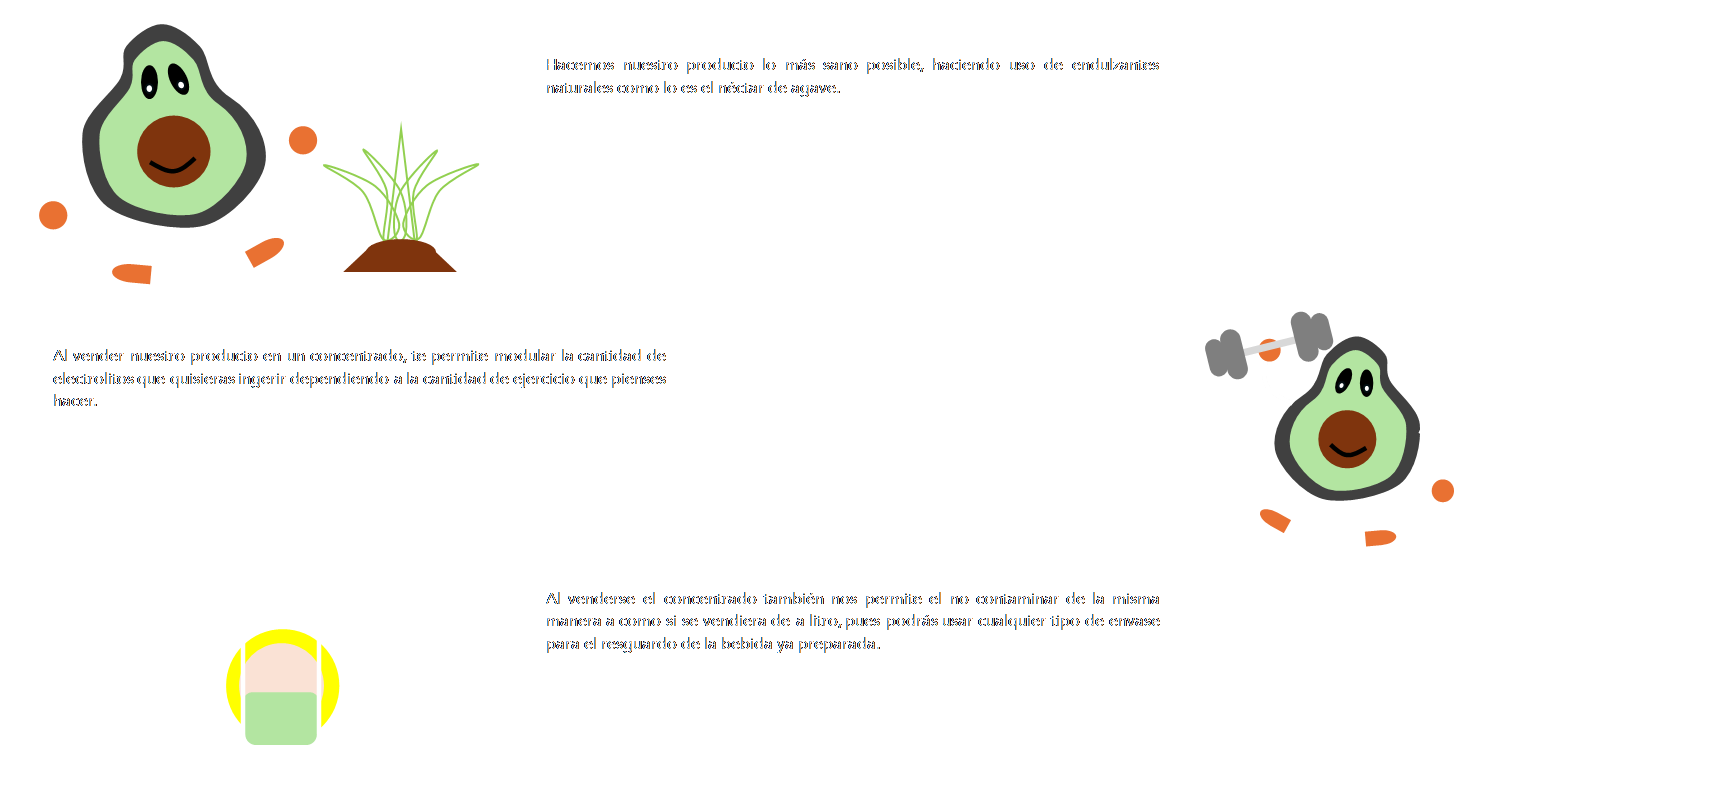 Hacemos nuestro producto lo más sano posible, haciendo uso de endulzantes
naturales como lo es el néctar de agave.
Al vender nuestro producto en un concentrado, te permite modular la cantidad de
electrolitos que quisieras ingerir dependiendo a la cantidad de ejercicio que pienses
hacer.
Al venderse el concentrado también nos permite el no contaminar de la misma
manera a como si se vendiera de a litro, pues podrás usar cualquier tipo de envase
para el resguardo de la bebida ya preparada.